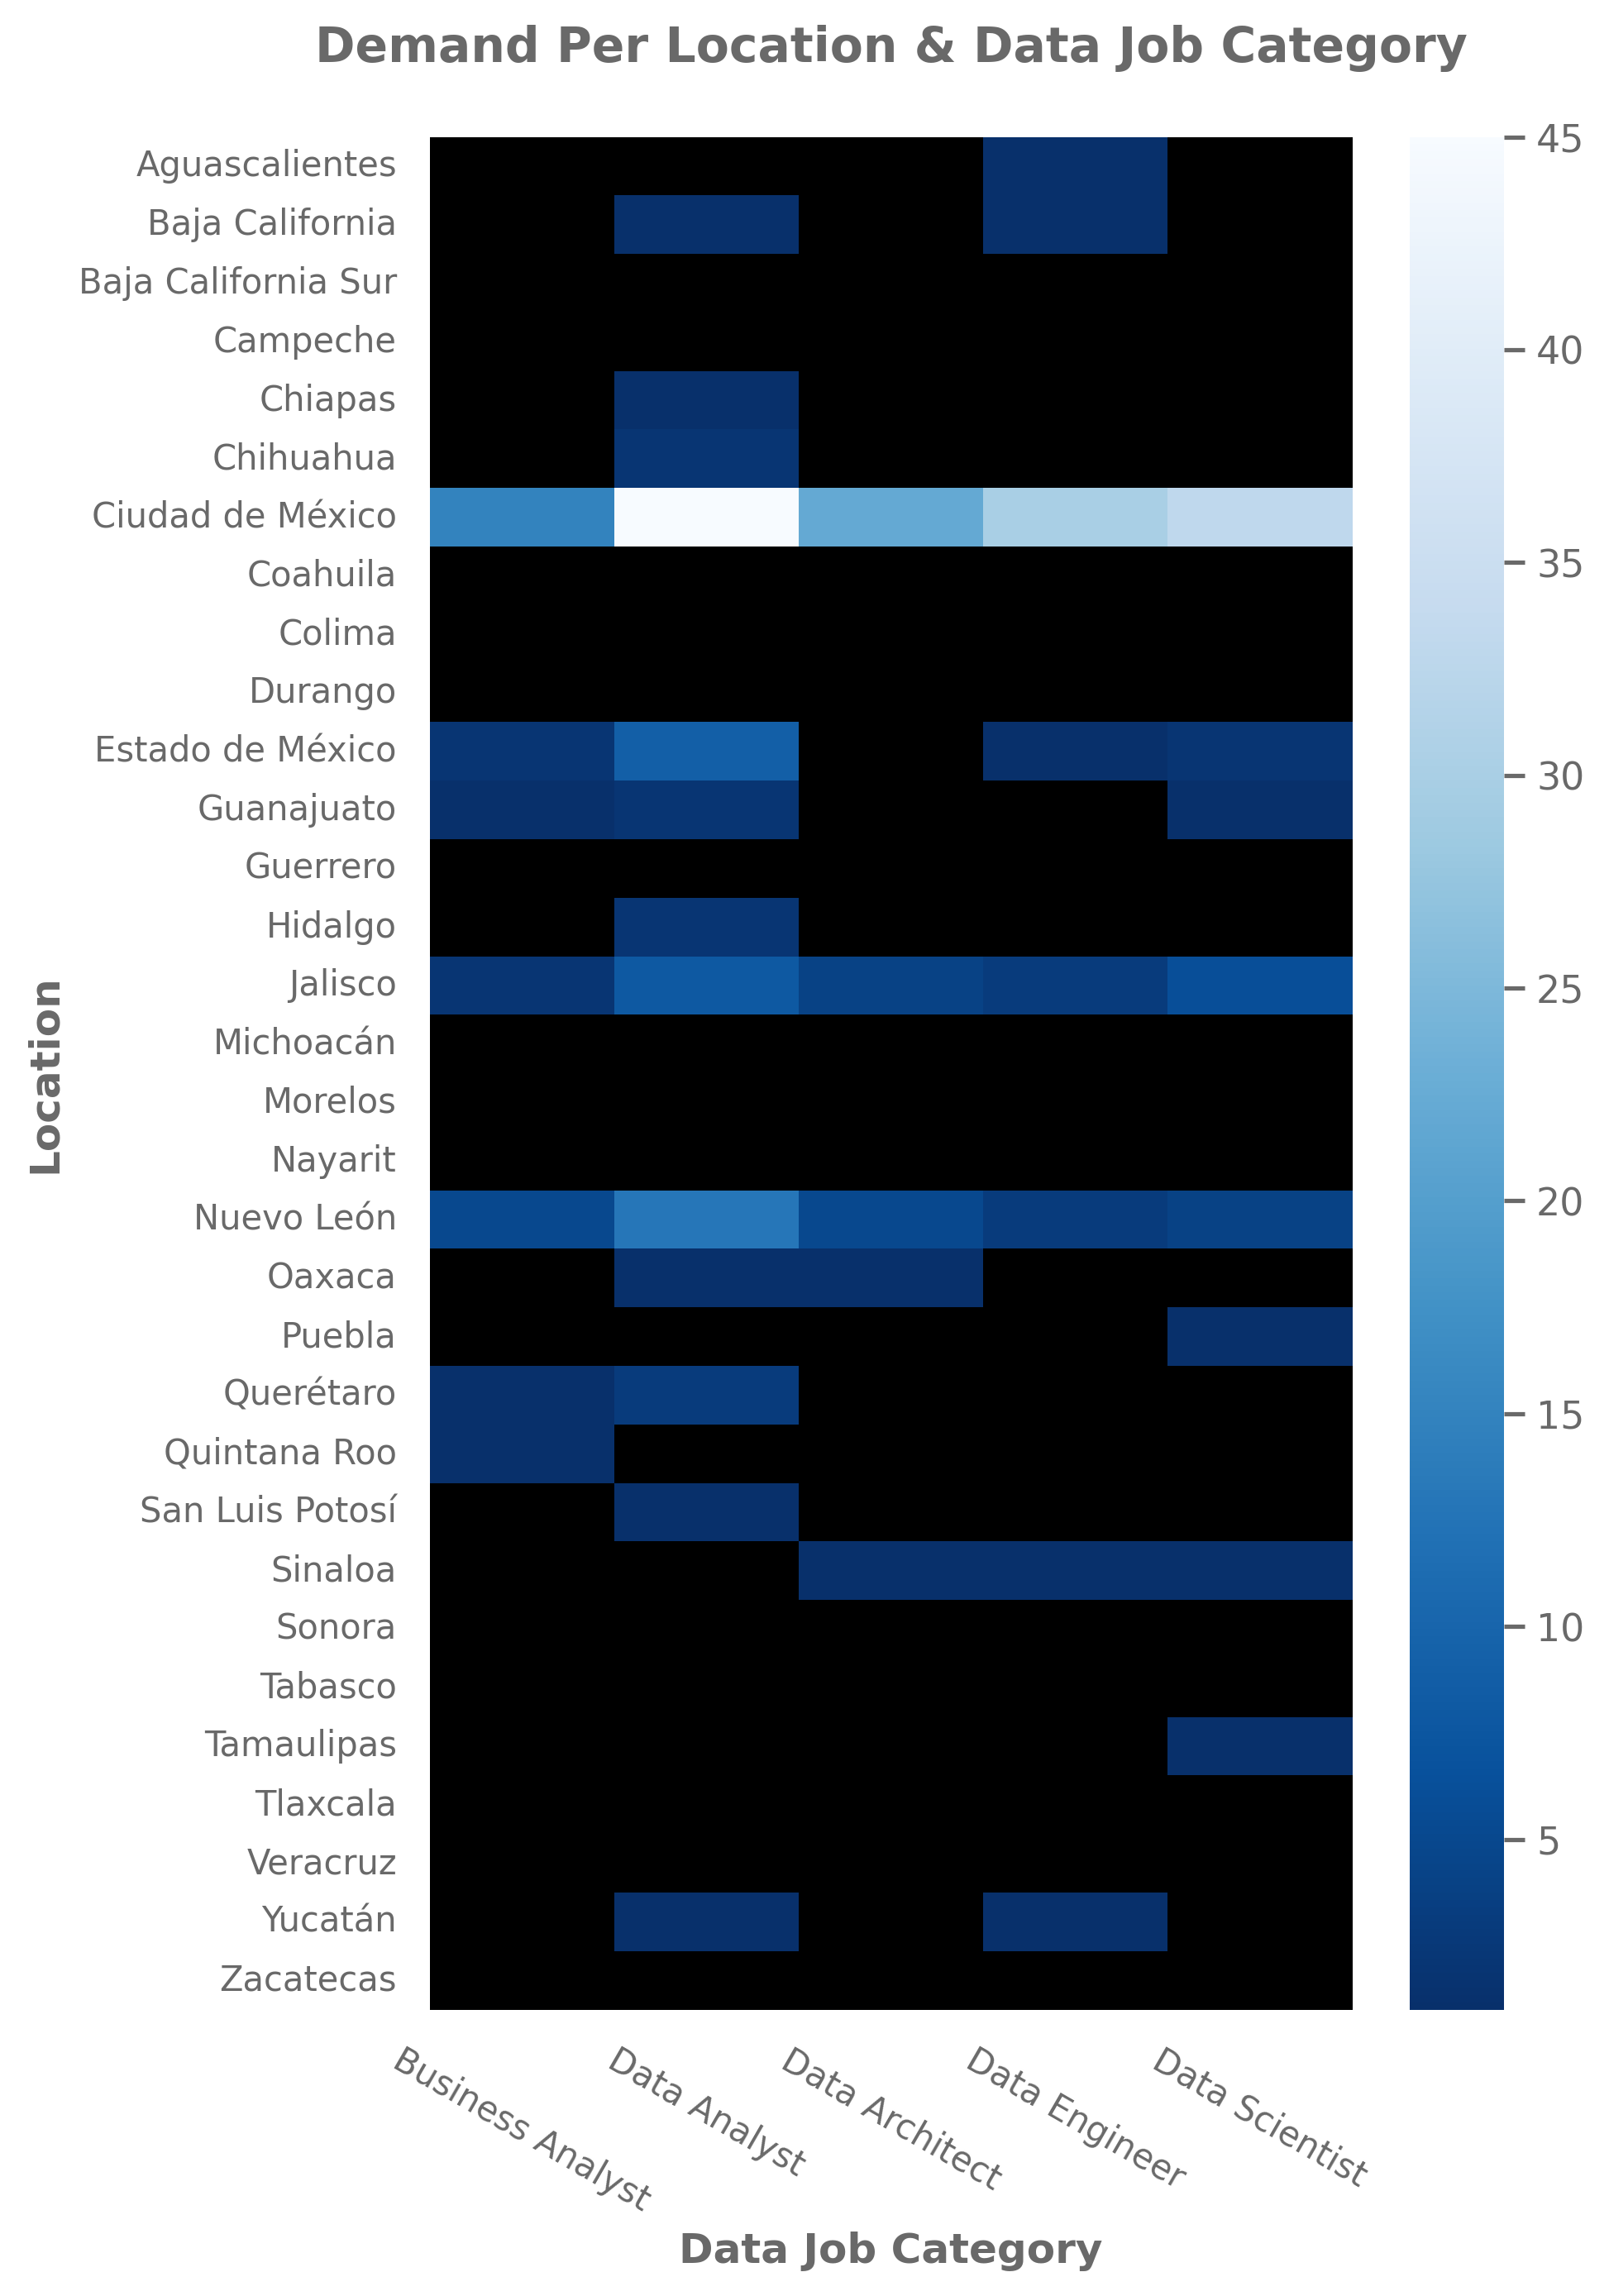 Demand Per Location & Data Job Category
Aguascalientes
Baja California
Baja California Sur
Campeche
Chiapas
Chihuahua
Ciudad de México
Coahuila
Colima
Durango
Estado de México
Guanajuato
Guerrero
Hidalgo
Jalisco
Michoacán
Morelos
Nayarit
Nuevo León
Oaxaca
Puebla
Querétaro
Quintana Roo
San Luis Potosí
Sinaloa
Sonora
Tabasco
Tamaulipas
Tlaxcala
Veracruz
Yucatán
Zacatecas
Location
Business Analyst
Data Analyst
Data Architect
Data Engineer
Data Scientist
Data Job Category
45
40
35
30
25
20
15
10
5